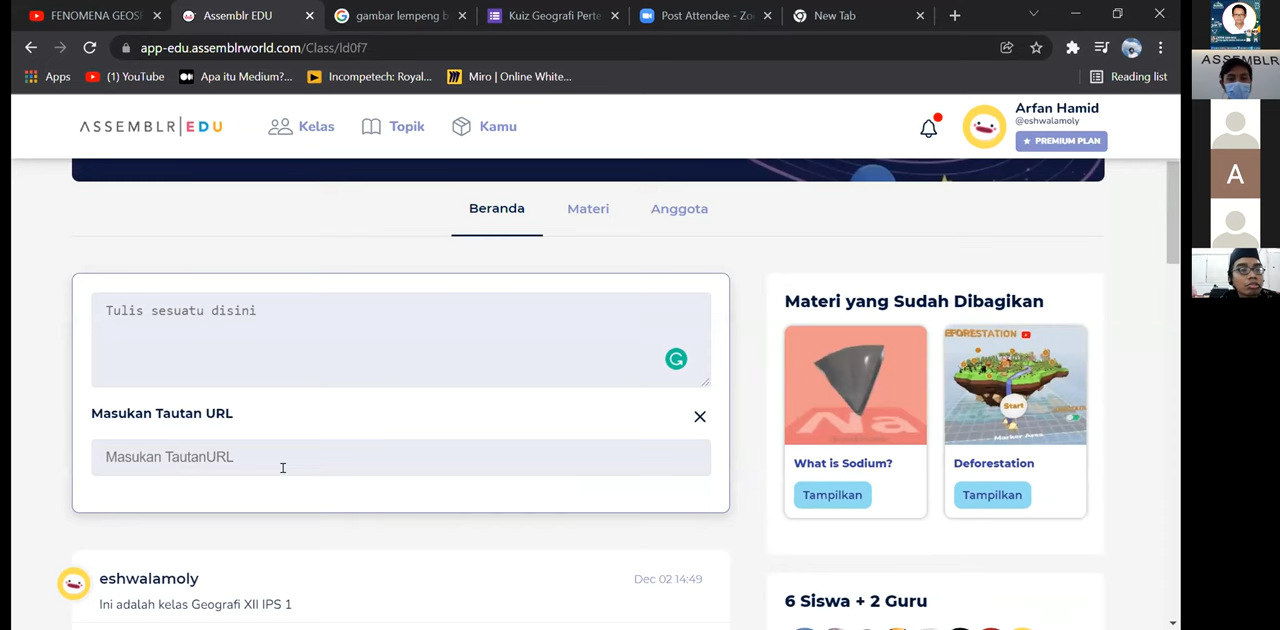 FENOMENA GEOSF
Assemblr EDU
gambar lempeng b
Kuiz Geografi Perte
Post Attendee - Zo
New Tab
app-edu.assemblrworld.com/Class/Id0f7
Apps
(1) YouTube
Apa itu Medium?...
Incompetech: Royal...
Miro | Online White...
Reading list
ASSEMBLR
A
ASSEMBLR|EDU
Kelas
Topik
Kamu
Arfan Hamid
@eshwalamoly
★ PREMIUM PLAN
Beranda
Materi
Anggota
Tulis sesuatu disini
Masukan Tautan URL
Masukan TautanURL
eshwalamoly
Dec 02 14:49
Ini adalah kelas Geografi XII IPS 1
Materi yang Sudah Dibagikan
Na
DEFORESTATION
Start
What is Sodium?
Deforestation
Tampilkan
Tampilkan
6 Siswa + 2 Guru